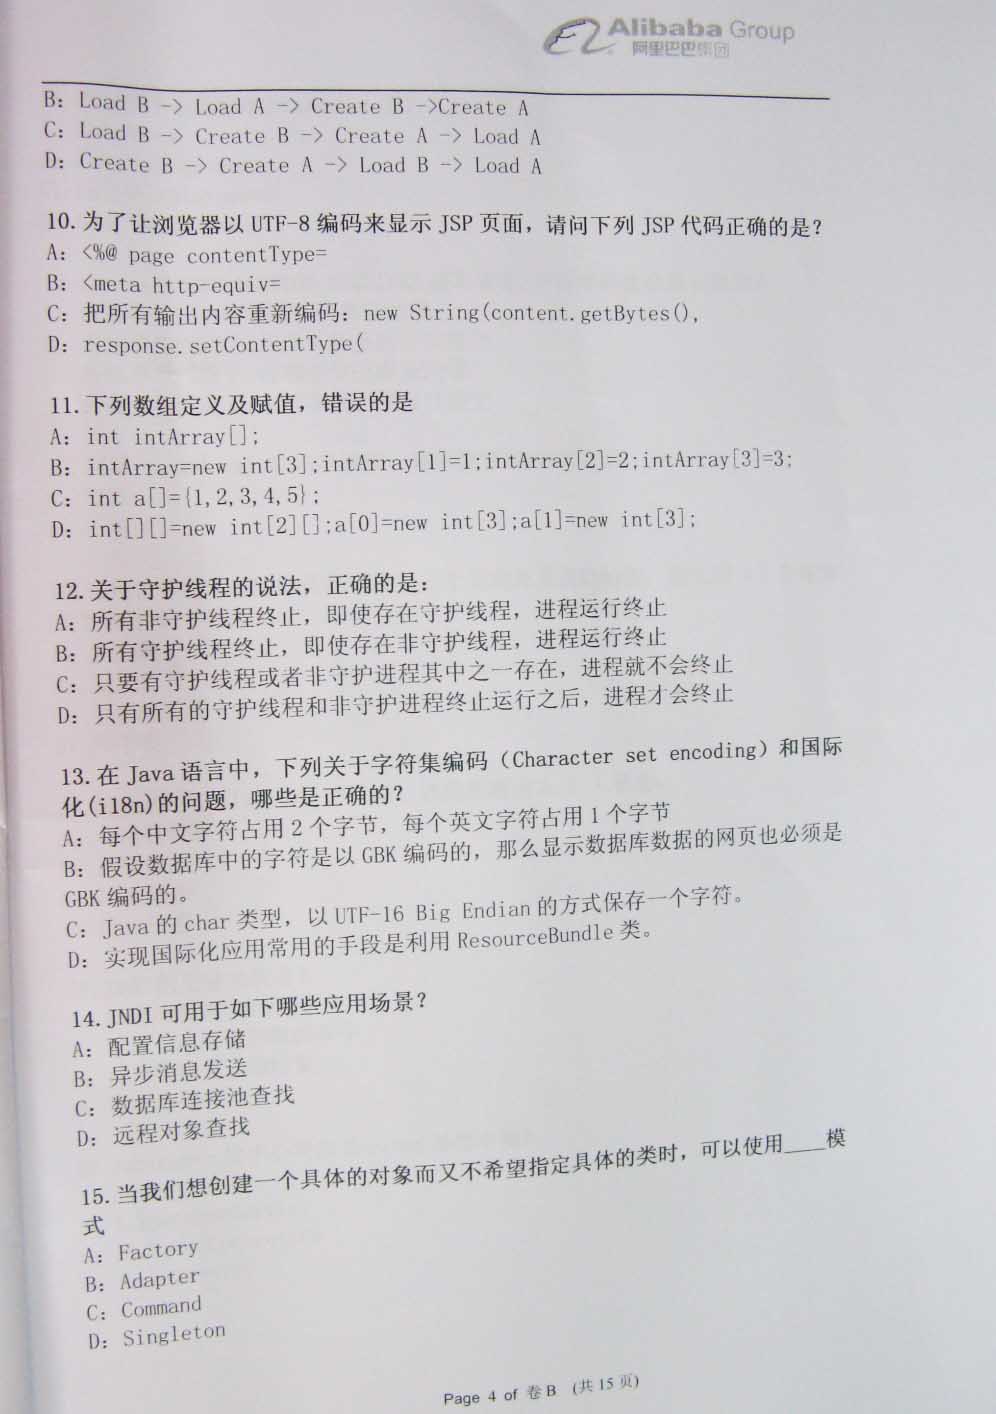 Alibaba Group
阿里巴巴集团
B: Load B -> Load A -> Create B ->Create A
C: Load B -> Create B -> Create A -> Load A
D: Create B -> Create A -> Load B -> Load A
10. 为了让浏览器以 UTF-8 编码来显示 JSP 页面，请问下列 JSP 代码正确的是？
A: <%@ page contentType=
B: <meta http-equiv=
C: 把所有输出内容重新编码: new String(content.getBytes(),
D: response.setContentType(
11. 下列数组定义及赋值，错误的是
A: int intArray[];
B: intArray=new int[3];intArray[1]=1;intArray[2]=2;intArray[3]=3;
C: int a[]={1,2,3,4,5};
D: int[][]=new int[2][];a[0]=new int[3];a[1]=new int[3];
12. 关于守护线程的说法，正确的是：
A: 所有非守护线程终止，即使存在守护线程，进程运行终止
B: 所有守护线程终止，即使存在非守护线程，进程运行终止
C: 只要有守护线程或者非守护进程其中之一存在，进程就不会终止
D: 只有所有的守护线程和非守护进程终止运行之后，进程才会终止
13. 在 Java 语言中，下列关于字符集编码（Character set encoding）和国际
化(i18n)的问题，哪些是正确的？
A: 每个中文字符占用 2 个字节，每个英文字符占用 1 个字节
B: 假设数据库中的字符是以 GBK 编码的，那么显示数据库数据的网页也必须是
GBK 编码的。
C: Java 的 char 类型，以 UTF-16 Big Endian 的方式保存一个字符。
D: 实现国际化应用常用的手段是利用 ResourceBundle 类。
14. JNDI 可用于如下哪些应用场景？
A: 配置信息存储
B: 异步消息发送
C: 数据库连接池查找
D: 远程对象查找
15. 当我们想创建一个具体的对象而又不希望指定具体的类时，可以使用____模
式
A: Factory
B: Adapter
C: Command
D: Singleton
Page 4 of 卷 B （共 15 页）